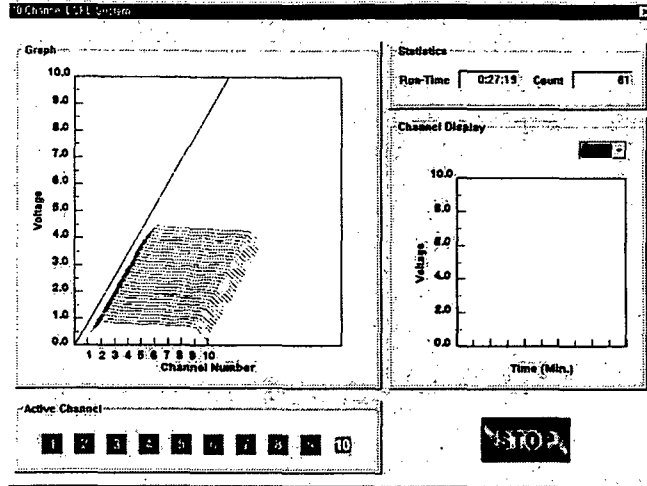 Graph
10.0
9.0
8.0
7.0
6.0
5.0
4.0
3.0
2.0
1.0
0.0
Voltage
1 2 3 4 5 6 7 8 9 10
Channel Number
Statistics
Run-Time 0:27:19 Count 61
Channel Display
10.0
8.0
6.0
4.0
2.0
0.0
Voltage
Time (Min.)
Active Channel
1 2 3 4 5 6 7 8 9 10
STOP